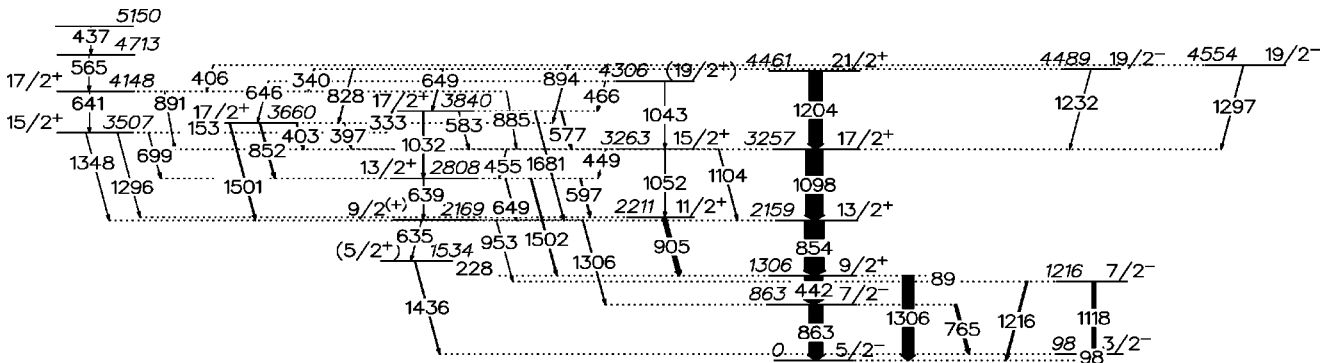 5150
437 4713
565
17/2+ 4148 406 340 649 894 4306 (19/2+) 4461 21/2+ 4489 19/2− 4554 19/2−
641 891 646 828 17/2+ 3840 466 1204 1232 1297
15/2+ 3507 153 17/2+ 3660 333 583 885 577 1043
403 397 1032 3263 15/2+ 3257 17/2+
1348 699 852 13/2+ 2808 455 1681 449 1104 1098
1296 1501 639 649 597 1052
9/2(+) 2169 2211 11/2+ 2159 13/2+
635 953 1502 905 854
(5/2+) 1534 228 1306 1306 9/2+ 89 1216 7/2−
1436 863 442 7/2−
863 1306 765 1216 1118
0 5/2− 98 3/2−
98